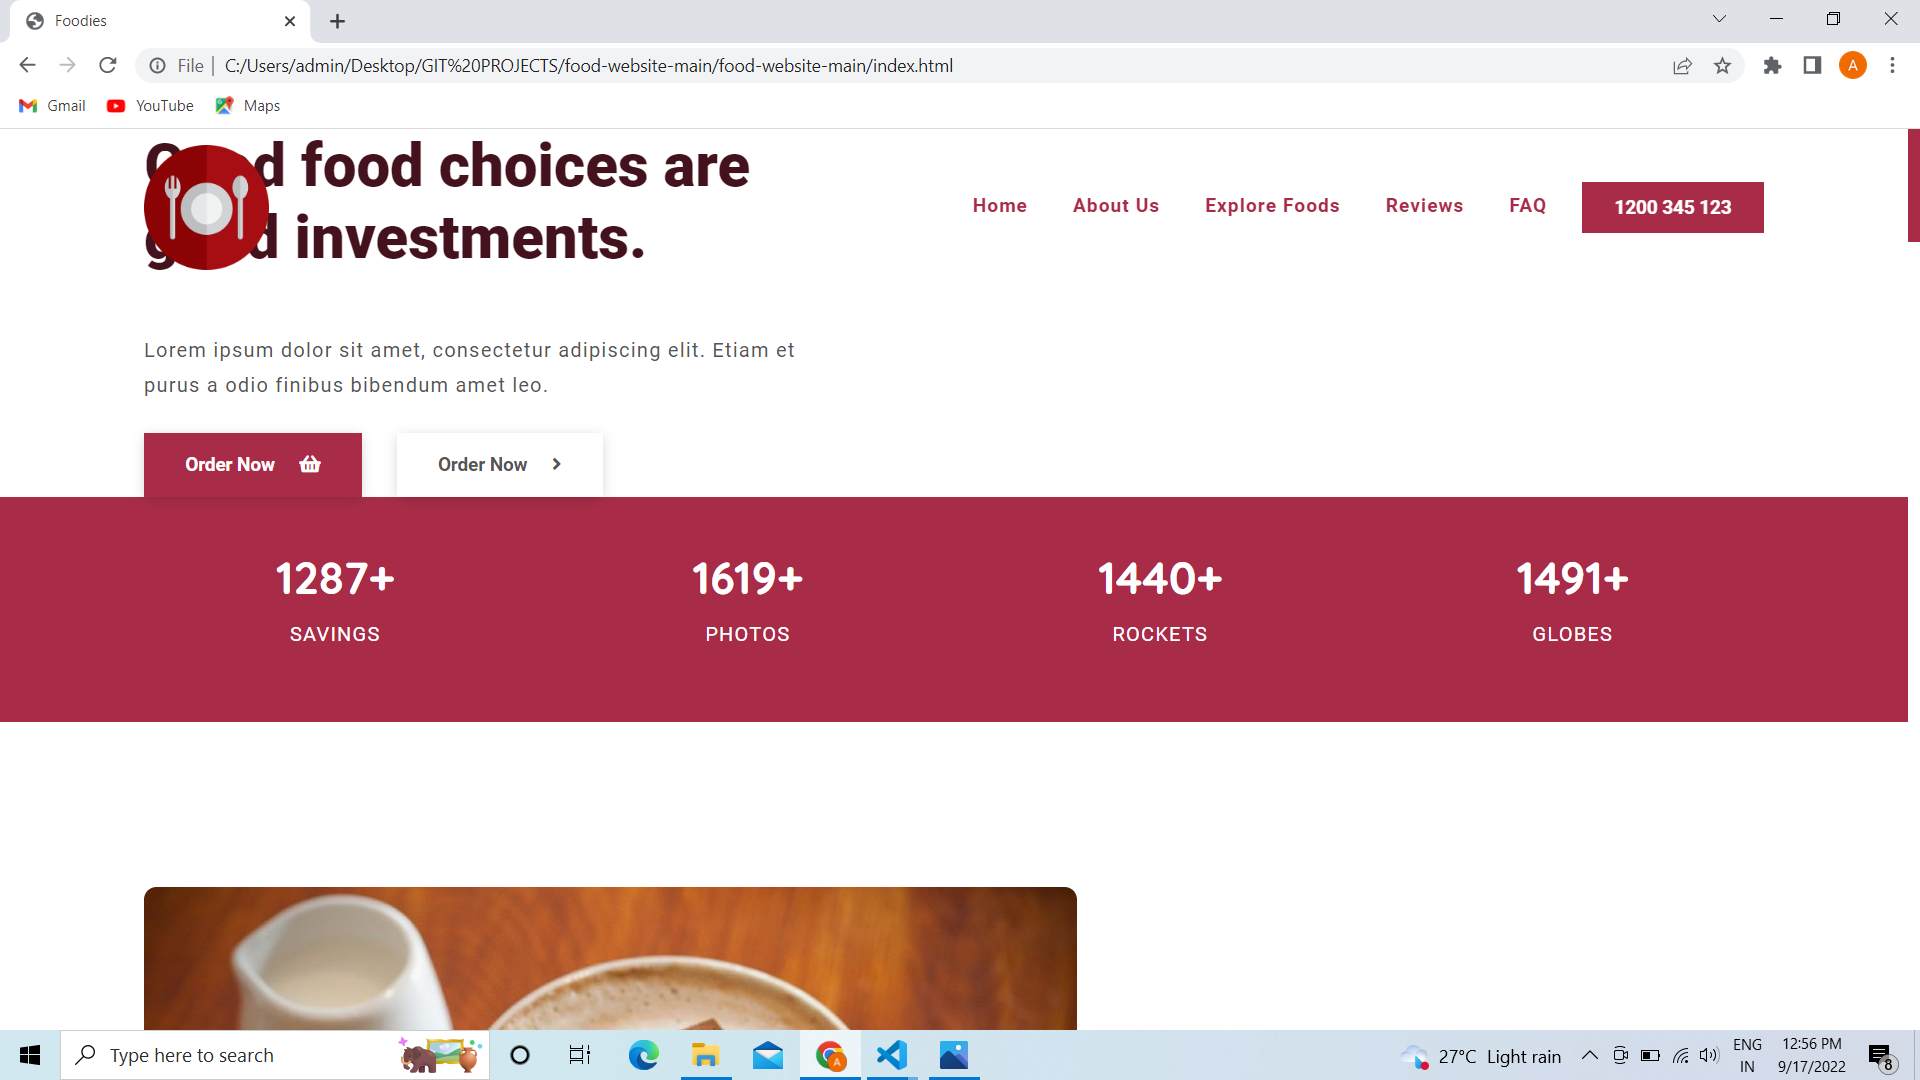 Foodies
File
C:/Users/admin/Desktop/GIT%20PROJECTS/food-website-main/food-website-main/index.html
A
Gmail
YouTube
Maps
food choices are
investments.
Home
About Us
Explore Foods
Reviews
FAQ
1200 345 123
Lorem ipsum dolor sit amet, consectetur adipiscing elit. Etiam et
purus a odio finibus bibendum amet leo.
Order Now
Order Now
1287+
1619+
1440+
1491+
SAVINGS
PHOTOS
ROCKETS
GLOBES
Type here to search
A
27°C Light rain
ENG
IN
12:56 PM
9/17/2022
8